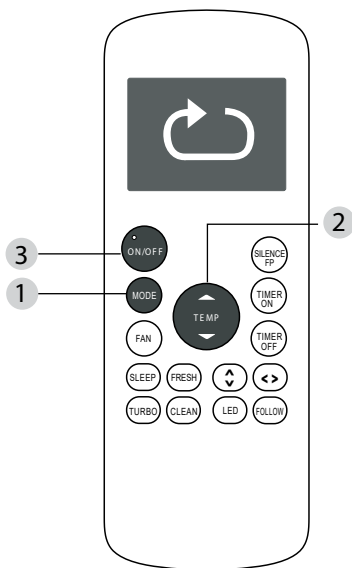 2
3
ON/OFF
SILENCE
FP
1
MODE
TEMP
TIMER
ON
FAN
TIMER
OFF
SLEEP FRESH
TURBO CLEAN LED FOLLOW